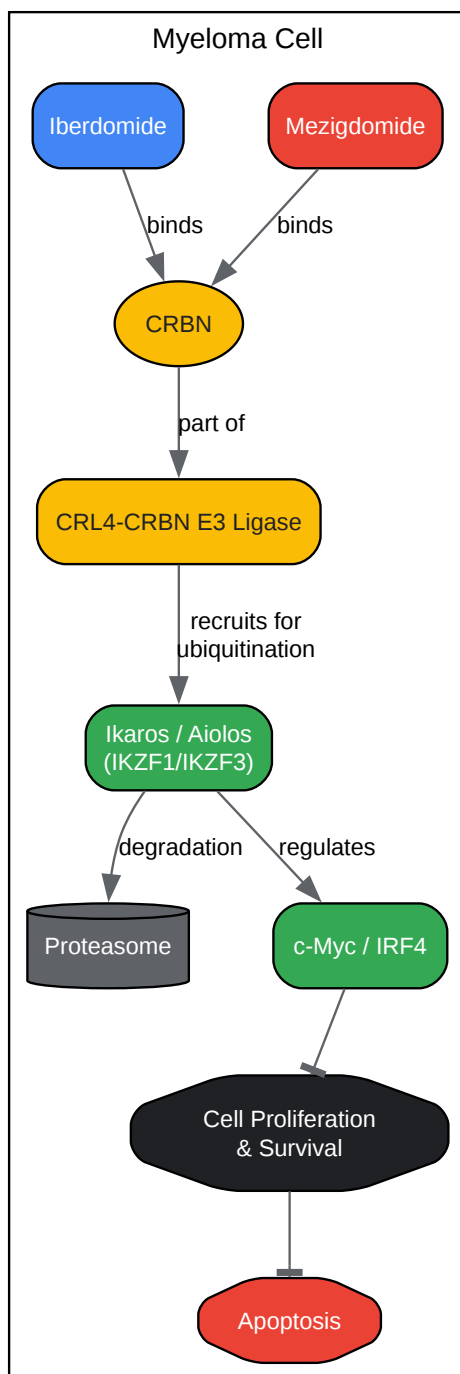 Myeloma Cell
Iberdomide
Mezigdomide
binds
binds
CRBN
part of
CRL4-CRBN E3 Ligase
recruits for
ubiquitination
Ikaros / Aiolos
(IKZF1/IKZF3)
degradation
regulates
Proteasome
c-Myc / IRF4
Cell Proliferation
& Survival
Apoptosis